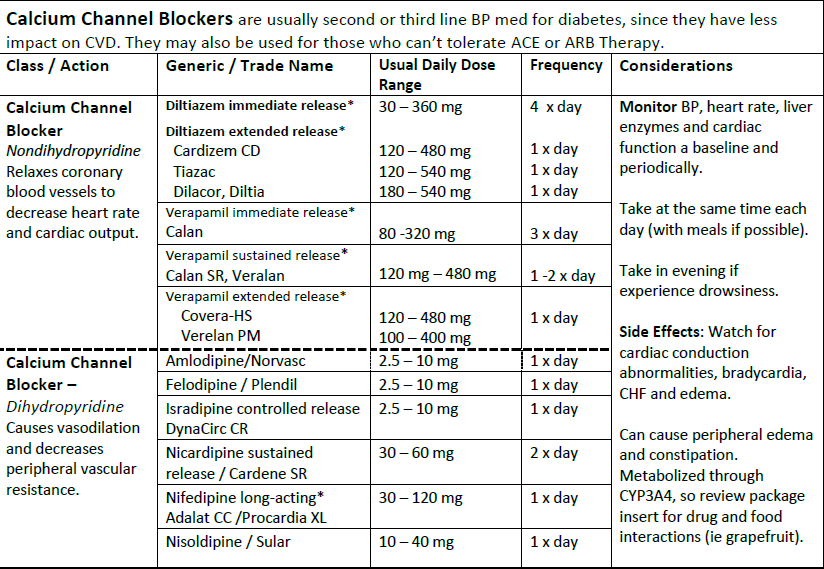 Calcium Channel Blockers are usually second or third line BP med for diabetes, since they have less
impact on CVD. They may also be used for those who can't tolerate ACE or ARB Therapy.
Class / Action
Generic / Trade Name
Usual Daily Dose
Range
Frequency
Considerations
Calcium Channel
Blocker
Nondihydropyridine
Relaxes coronary
blood vessels to
decrease heart rate
and cardiac output.
Diltiazem immediate release*
30 – 360 mg
4 x day
Diltiazem extended release*
Cardizem CD
120 – 480 mg
1 x day
Tiazac
120 – 540 mg
1 x day
Dilacor, Diltia
180 – 540 mg
1 x day
Verapamil immediate release*
Calan
80 -320 mg
3 x day
Verapamil sustained release*
Calan SR, Veralan
120 mg – 480 mg
1 -2 x day
Verapamil extended release*
Covera-HS
120 – 480 mg
1 x day
Verelan PM
100 – 400 mg
Calcium Channel
Blocker –
Dihydropyridine
Causes vasodilation
and decreases
peripheral vascular
resistance.
Amlodipine/Norvasc
2.5 – 10 mg
1 x day
Felodipine / Plendil
2.5 – 10 mg
1 x day
Isradipine controlled release
DynaCirc CR
2.5 – 10 mg
1 x day
Nicardipine sustained
release / Cardene SR
30 – 60 mg
2 x day
Nifedipine long-acting*
Adalat CC /Procardia XL
30 – 120 mg
1 x day
Nisoldipine / Sular
10 – 40 mg
1 x day
Monitor BP, heart rate, liver
enzymes and cardiac
function a baseline and
periodically.
Take at the same time each
day (with meals if possible).
Take in evening if
experience drowsiness.
Side Effects: Watch for
cardiac conduction
abnormalities, bradycardia,
CHF and edema.
Can cause peripheral edema
and constipation.
Metabolized through
CYP3A4, so review package
insert for drug and food
interactions (ie grapefruit).